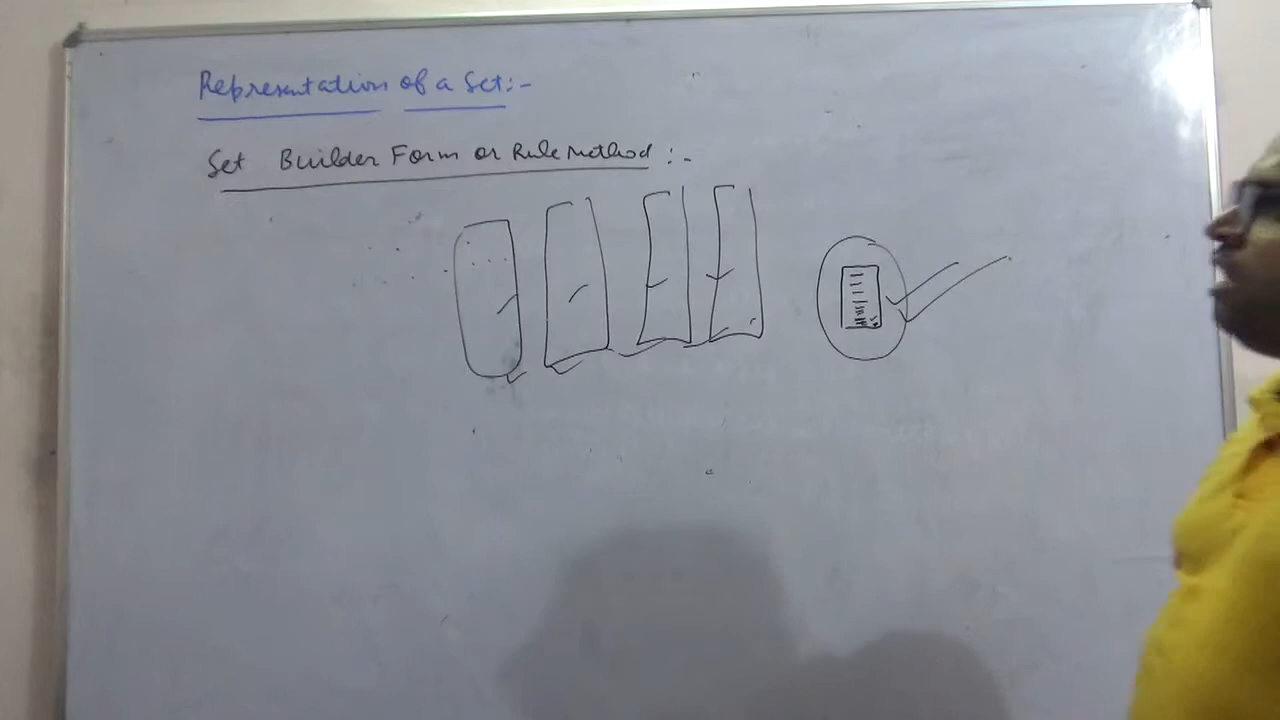 Representation of a Set:-
Set Builder Form or Rule Method :-